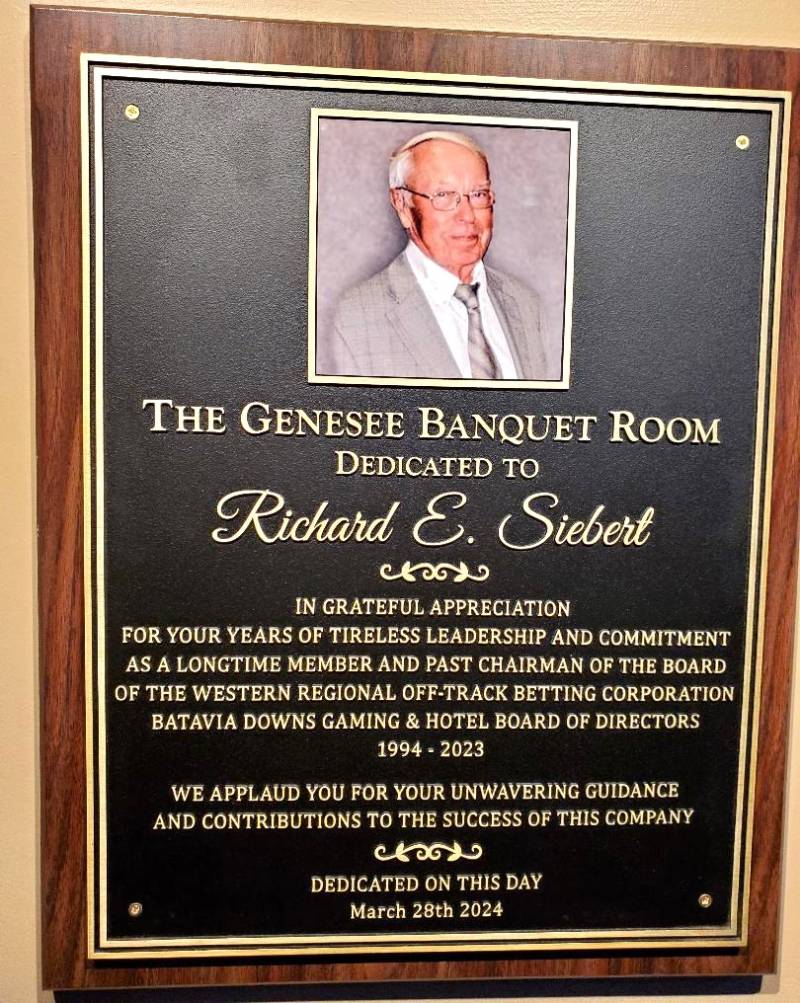 THE GENESEE BANQUET ROOM
DEDICATED TO
Richard E. Siebert
IN GRATEFUL APPRECIATION
FOR YOUR YEARS OF TIRELESS LEADERSHIP AND COMMITMENT
AS A LONGTIME MEMBER AND PAST CHAIRMAN OF THE BOARD
OF THE WESTERN REGIONAL OFF-TRACK BETTING CORPORATION
BATAVIA DOWNS GAMING & HOTEL BOARD OF DIRECTORS
1994 - 2023
WE APPLAUD YOU FOR YOUR UNWAVERING GUIDANCE
AND CONTRIBUTIONS TO THE SUCCESS OF THIS COMPANY
DEDICATED ON THIS DAY
March 28th 2024